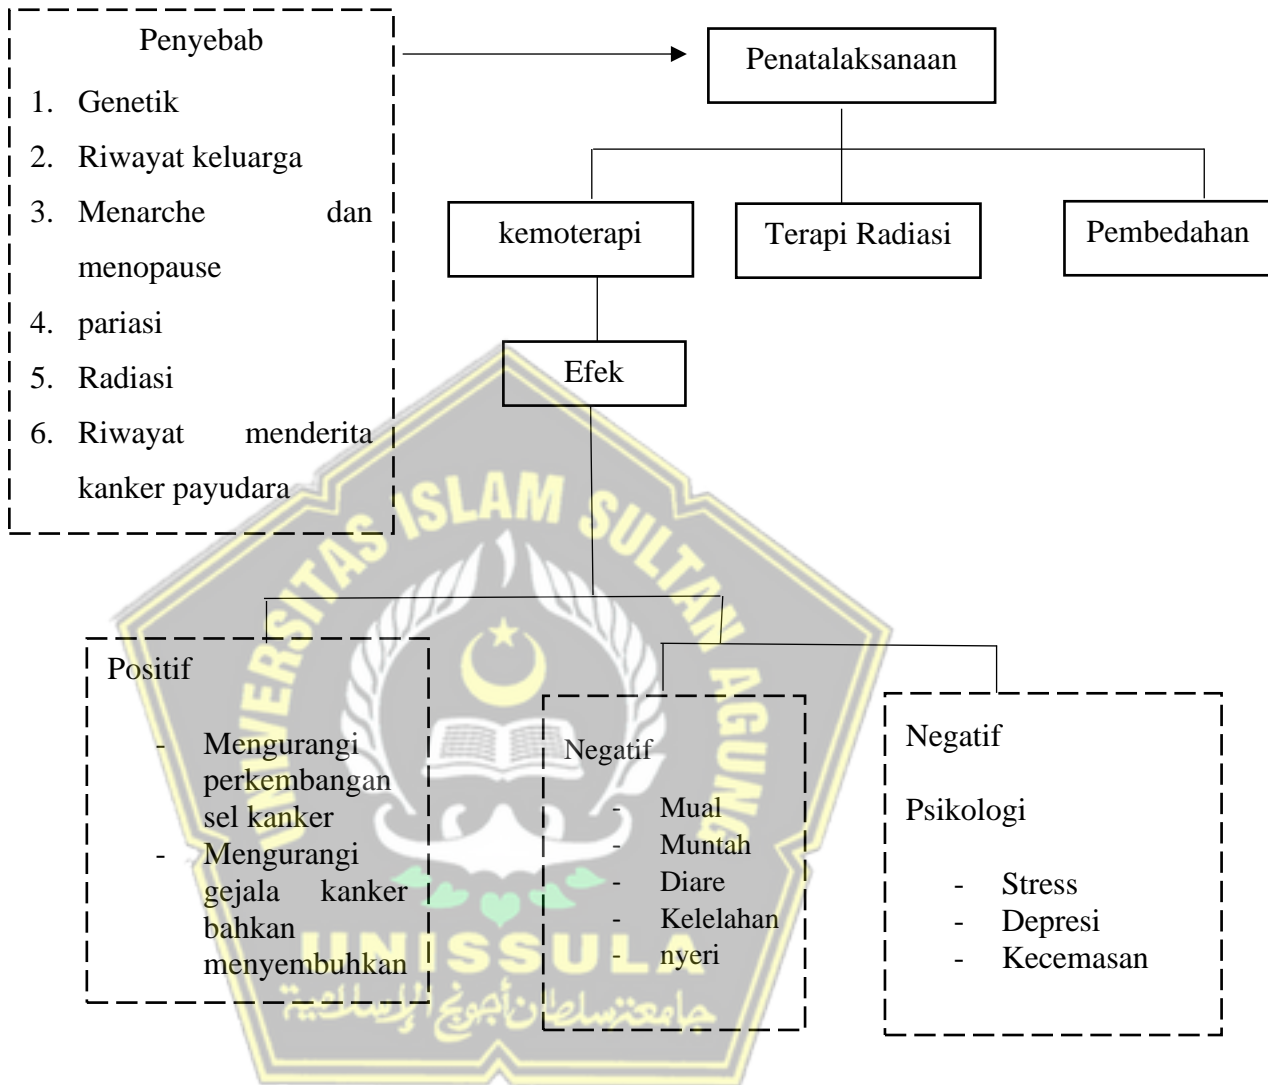 Penyebab
1. Genetik
2. Riwayat keluarga
3. Menarche dan
menopause
4. pariasi
5. Radiasi
6. Riwayat menderita
kanker payudara
Penatalaksanaan
kemoterapi
Terapi Radiasi
Pembedahan
Efek
Positif
- Mengurangi
perkembangan
sel kanker
- Mengurangi
gejala kanker
bahkan
menyembuhkan
Negatif
- Mual
- Muntah
- Diare
- Kelelahan
- nyeri
Negatif
Psikologi
- Stress
- Depresi
- Kecemasan
UNIVERSITAS ISLAM SULTAN AGUNG
UNISSULA
جامعتسلطان أجونج الإسلامية